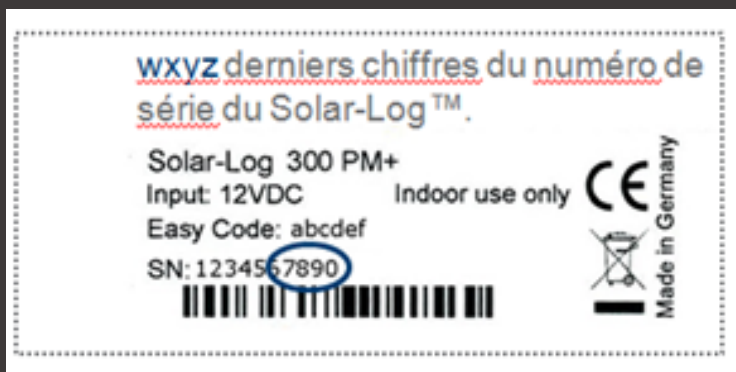 wxyz derniers chiffres du numéro de
série du Solar-Log™.
Solar-Log 300 PM+
Input: 12VDC Indoor use only
Easy Code: abcdef
SN: 1234567890
CE
Made in Germany